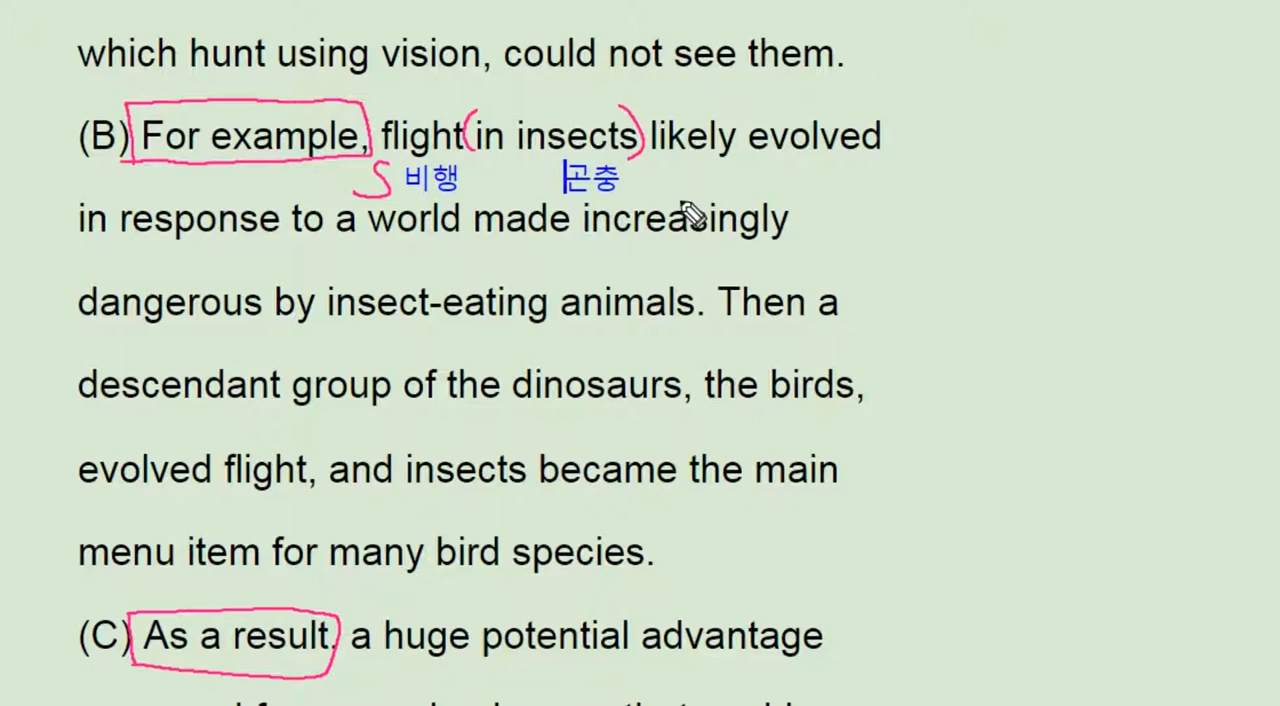 which hunt using vision, could not see them.
(B) For example, flight (in insects) likely evolved
S 비행 곤충
in response to a world made increasingly
dangerous by insect-eating animals. Then a
descendant group of the dinosaurs, the birds,
evolved flight, and insects became the main
menu item for many bird species.
(C) As a result, a huge potential advantage